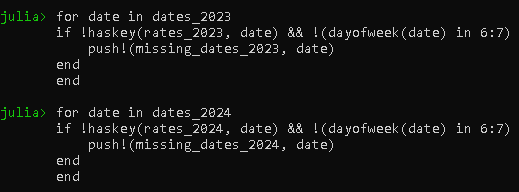 julia> for date in dates_2023
if !haskey(rates_2023, date) && !(dayofweek(date) in 6:7)
push!(missing_dates_2023, date)
end
end
julia> for date in dates_2024
if !haskey(rates_2024, date) && !(dayofweek(date) in 6:7)
push!(missing_dates_2024, date)
end
end